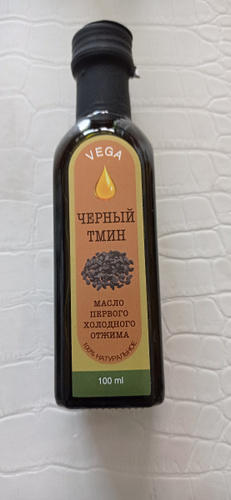 VEGA
ЧЕРНЫЙ
ТМИН
МАСЛО
ПЕРВОГО
ХОЛОДНОГО
ОТЖИМА
100% НАТУРАЛЬНОЕ
100 ml